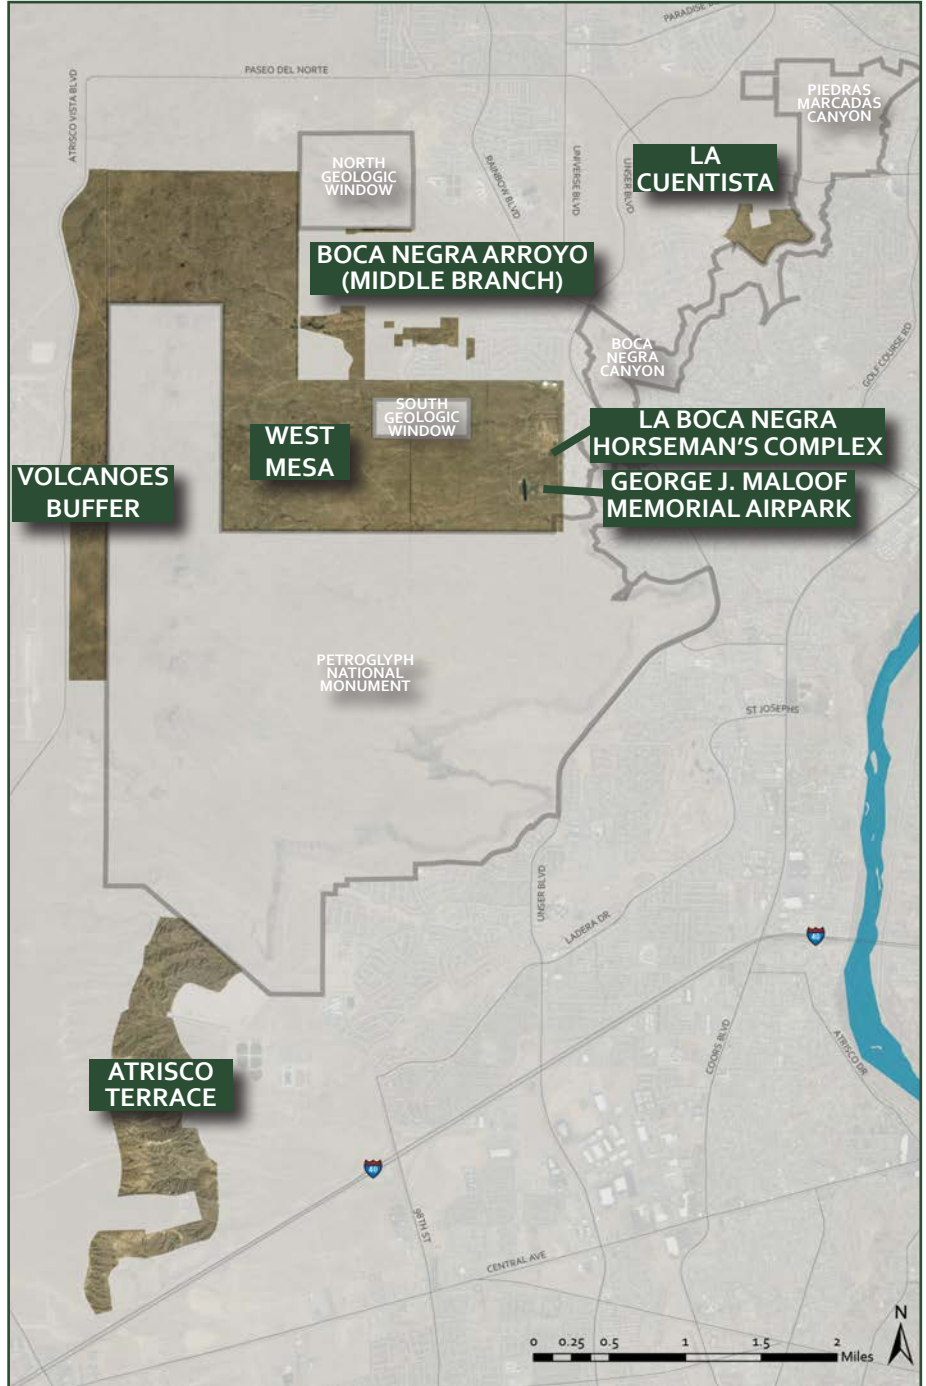 PARADISE B
PASEO DEL NORTE
ATRISCO VISTA BLVD
PIEDRAS
MARCADAS
CANYON
LA
CUENTISTA
NORTH
GEOLOGIC
WINDOW
RAINBOW BLVD
UNIVERSE BLVD
UNSER BLVD
BOCA NEGRA ARROYO
(MIDDLE BRANCH)
BOCA
NEGRA
CANYON
GOLF COURSE RD
SOUTH
GEOLOGIC
WINDOW
WEST
MESA
LA BOCA NEGRA
HORSEMAN'S COMPLEX
VOLCANOES
BUFFER
GEORGE J. MALOOF
MEMORIAL AIRPARK
PETROGLYPH
NATIONAL
MONUMENT
ST JOSEPHS
UNSER BLVD
LADERA DR
40
COORS BLVD
ATRISCO DR
ATRISCO
TERRACE
40
98TH ST
CENTRAL AVE
N
0 0.25 0.5 1 1.5 2
Miles